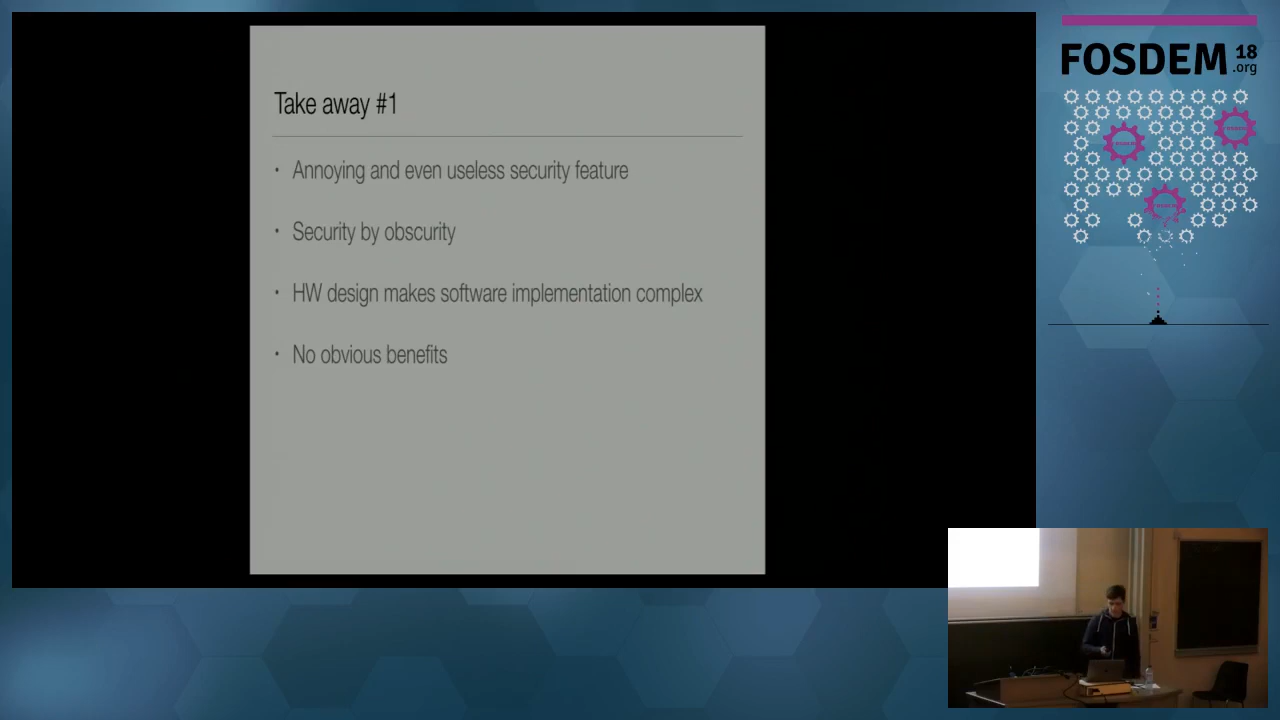 Take away #1
· Annoying and even useless security feature
· Security by obscurity
· HW design makes software implementation complex
· No obvious benefits
FOSDEM 18
.org